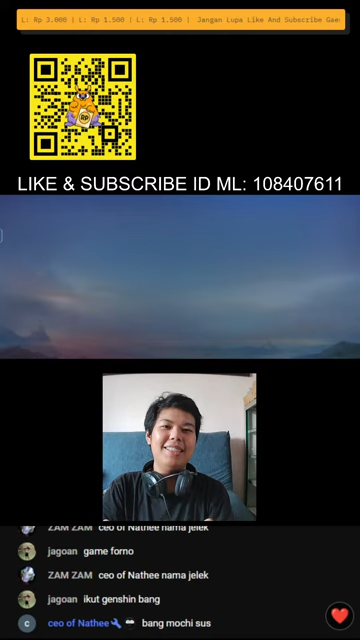 L: Rp 3.000 | L: Rp 1.500 | L: Rp 1.500 | Jangan Lupa Like And Subscribe Gam
RP
LIKE & SUBSCRIBE ID ML: 108407611
ZAM ZAM ceo of Nathee nama jelek
jagoan game forno
ZAM ZAM ceo of Nathee nama jelek
jagoan ikut genshin bang
C ceo of Nathee bang mochi sus